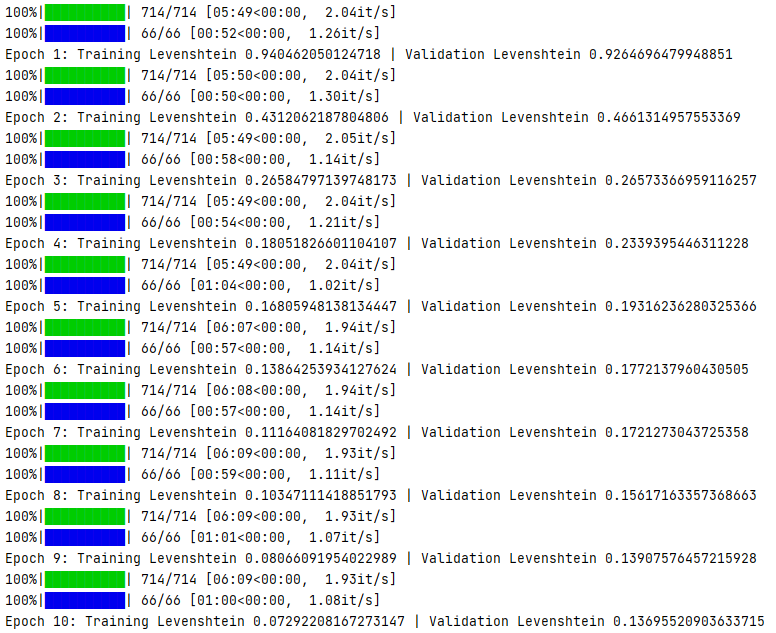 100%|██████████| 714/714 [05:49<00:00,  2.04it/s]
100%|██████████| 66/66 [00:52<00:00,  1.26it/s]
Epoch 1: Training Levenshtein 0.940462050124718 | Validation Levenshtein 0.9264696479948851
100%|██████████| 714/714 [05:50<00:00,  2.04it/s]
100%|██████████| 66/66 [00:50<00:00,  1.30it/s]
Epoch 2: Training Levenshtein 0.4312062187804806 | Validation Levenshtein 0.4661314957553369
100%|██████████| 714/714 [05:49<00:00,  2.05it/s]
100%|██████████| 66/66 [00:58<00:00,  1.14it/s]
Epoch 3: Training Levenshtein 0.26584797139748173 | Validation Levenshtein 0.26573366959116257
100%|██████████| 714/714 [05:49<00:00,  2.04it/s]
100%|██████████| 66/66 [00:54<00:00,  1.21it/s]
Epoch 4: Training Levenshtein 0.18051826601104107 | Validation Levenshtein 0.2339395446311228
100%|██████████| 714/714 [05:49<00:00,  2.04it/s]
100%|██████████| 66/66 [01:04<00:00,  1.02it/s]
Epoch 5: Training Levenshtein 0.16805948138134447 | Validation Levenshtein 0.19316236280325366
100%|██████████| 714/714 [06:07<00:00,  1.94it/s]
100%|██████████| 66/66 [00:57<00:00,  1.14it/s]
Epoch 6: Training Levenshtein 0.13864253934127624 | Validation Levenshtein 0.1772137960430505
100%|██████████| 714/714 [06:08<00:00,  1.94it/s]
100%|██████████| 66/66 [00:57<00:00,  1.14it/s]
Epoch 7: Training Levenshtein 0.11164081829702492 | Validation Levenshtein 0.1721273043725358
100%|██████████| 714/714 [06:09<00:00,  1.93it/s]
100%|██████████| 66/66 [00:59<00:00,  1.11it/s]
Epoch 8: Training Levenshtein 0.10347111418851793 | Validation Levenshtein 0.15617163357368663
100%|██████████| 714/714 [06:09<00:00,  1.93it/s]
100%|██████████| 66/66 [01:01<00:00,  1.07it/s]
Epoch 9: Training Levenshtein 0.08066091954022989 | Validation Levenshtein 0.13907576457215928
100%|██████████| 714/714 [06:09<00:00,  1.93it/s]
100%|██████████| 66/66 [01:00<00:00,  1.08it/s]
Epoch 10: Training Levenshtein 0.07292208167273147 | Validation Levenshtein 0.13695520903633715